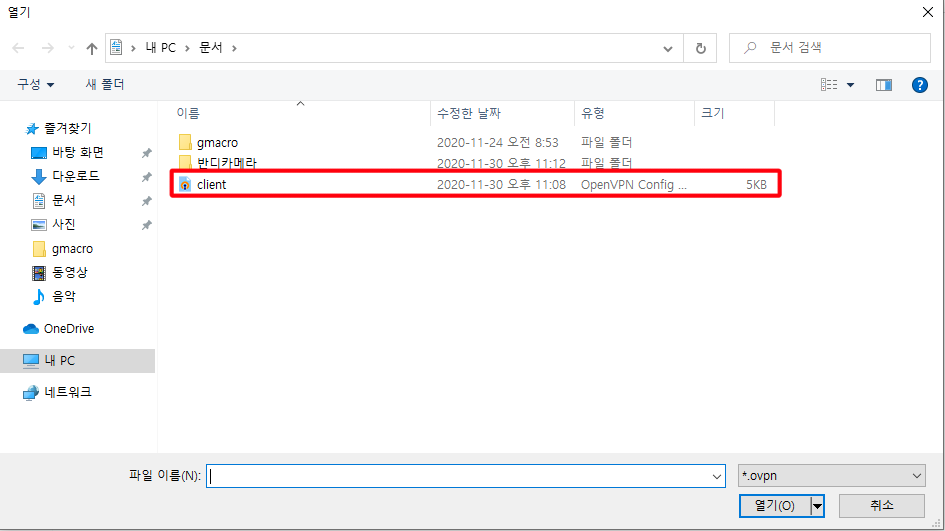 열기
내 PC
문서
문서 검색
구성
새 폴더
이름
수정한 날짜
유형
크기
즐겨찾기
바탕 화면
다운로드
문서
사진
gmacro
동영상
음악
OneDrive
내 PC
네트워크
gmacro 2020-11-24 오전 8:53 파일 폴더
반디카메라 2020-11-30 오후 11:12 파일 폴더
client 2020-11-30 오후 11:08 OpenVPN Config ... 5KB
파일 이름(N):
*.ovpn
열기(O)
취소